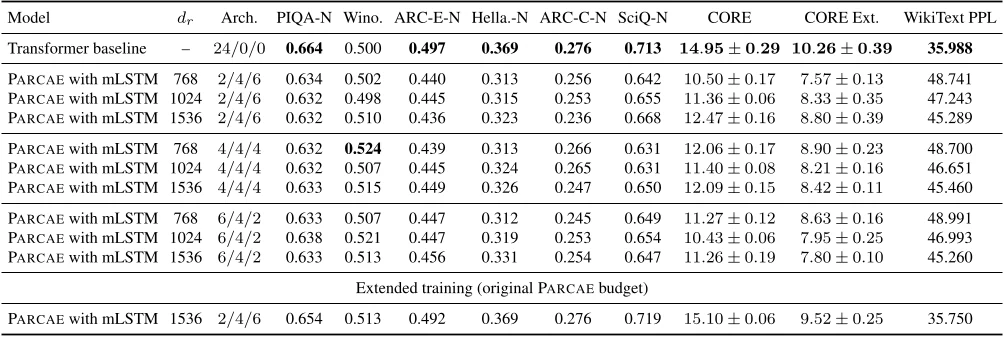 Model d_r Arch. PIQA-N Wino. ARC-E-N Hella.-N ARC-C-N SciQ-N CORE CORE Ext. WikiText PPL
Transformer baseline – 24/0/0 0.664 0.500 0.497 0.369 0.276 0.713 14.95 ± 0.29 10.26 ± 0.39 35.988
PARCAE with mLSTM 768 2/4/6 0.634 0.502 0.440 0.313 0.256 0.642 10.50 ± 0.17 7.57 ± 0.13 48.741
PARCAE with mLSTM 1024 2/4/6 0.632 0.498 0.445 0.315 0.253 0.655 11.36 ± 0.06 8.33 ± 0.35 47.243
PARCAE with mLSTM 1536 2/4/6 0.632 0.510 0.436 0.323 0.236 0.668 12.47 ± 0.16 8.80 ± 0.39 45.289
PARCAE with mLSTM 768 4/4/4 0.632 0.524 0.439 0.313 0.266 0.631 12.06 ± 0.17 8.90 ± 0.23 48.700
PARCAE with mLSTM 1024 4/4/4 0.632 0.507 0.445 0.324 0.265 0.631 11.40 ± 0.08 8.21 ± 0.16 46.651
PARCAE with mLSTM 1536 4/4/4 0.633 0.515 0.449 0.326 0.247 0.650 12.09 ± 0.15 8.42 ± 0.11 45.460
PARCAE with mLSTM 768 6/4/2 0.633 0.507 0.447 0.312 0.245 0.649 11.27 ± 0.12 8.63 ± 0.16 48.991
PARCAE with mLSTM 1024 6/4/2 0.638 0.521 0.447 0.319 0.253 0.654 10.43 ± 0.06 7.95 ± 0.25 46.993
PARCAE with mLSTM 1536 6/4/2 0.633 0.513 0.456 0.331 0.254 0.647 11.26 ± 0.19 7.80 ± 0.10 45.260
Extended training (original PARCAE budget)
PARCAE with mLSTM 1536 2/4/6 0.654 0.513 0.492 0.369 0.276 0.719 15.10 ± 0.06 9.52 ± 0.25 35.750